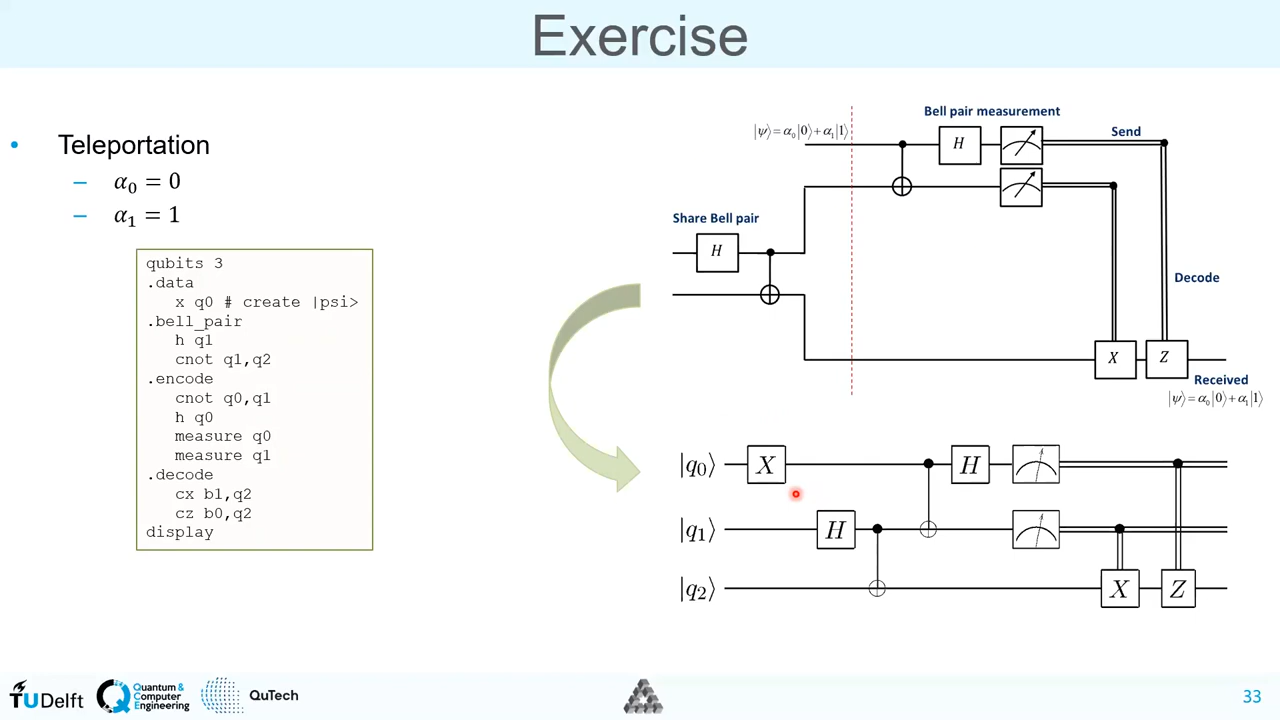 Exercise
• Teleportation
– α₀ = 0
– α₁ = 1
qubits 3
.data
x q0 # create |psi>
.bell_pair
h q1
cnot q1,q2
.encode
cnot q0,q1
h q0
measure q0
measure q1
.decode
cx b1,q2
cz b0,q2
display
Bell pair measurement
|ψ⟩=α₀|0⟩+α₁|1⟩
H
Send
Share Bell pair
H
Decode
X
Z
Received
|ψ⟩=α₀|0⟩+α₁|1⟩
|q₀⟩ X H
|q₁⟩ H
|q₂⟩ X Z
TUDelft
Quantum &
Computer
Engineering
QuTech
33